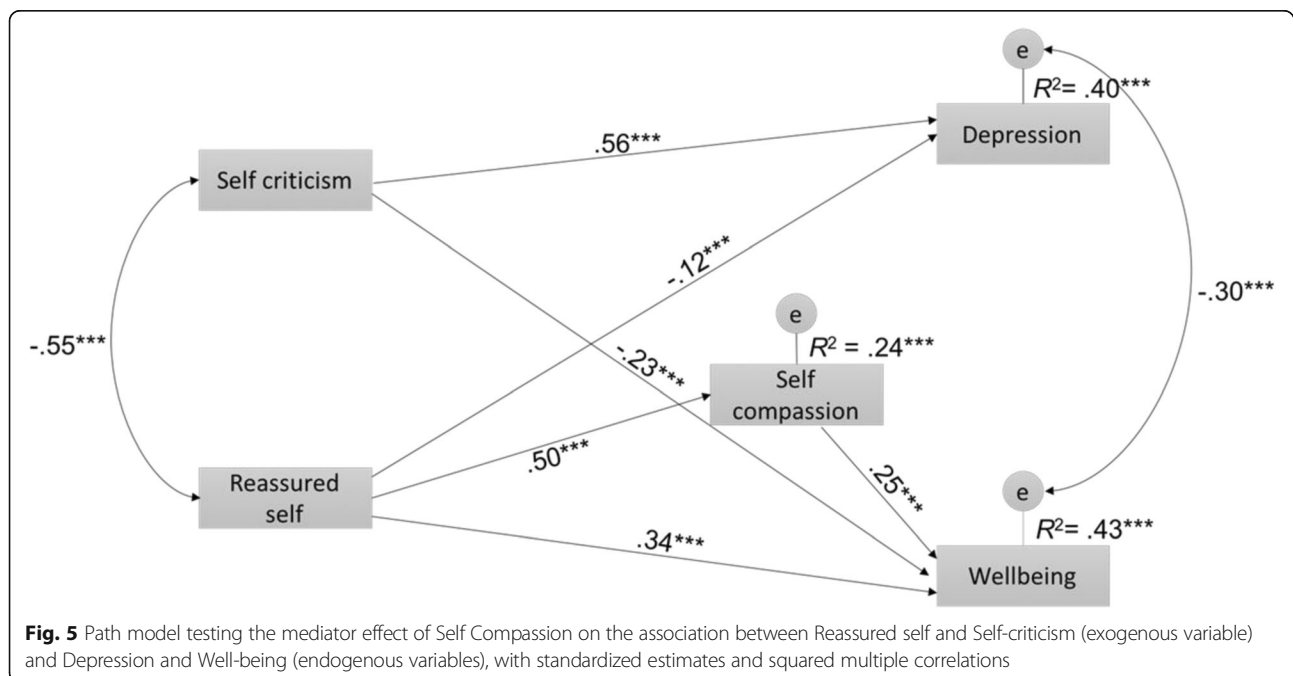 e
R²= .40***
Depression
.56***
Self criticism
-.12***
-.30***
e
-.55***
R² = .24***
-.23***
Self
compassion
.50***
Reassured
self
.25***
e
.34***
R²= .43***
Wellbeing
Fig. 5 Path model testing the mediator effect of Self Compassion on the association between Reassured self and Self-criticism (exogenous variable)
and Depression and Well-being (endogenous variables), with standardized estimates and squared multiple correlations